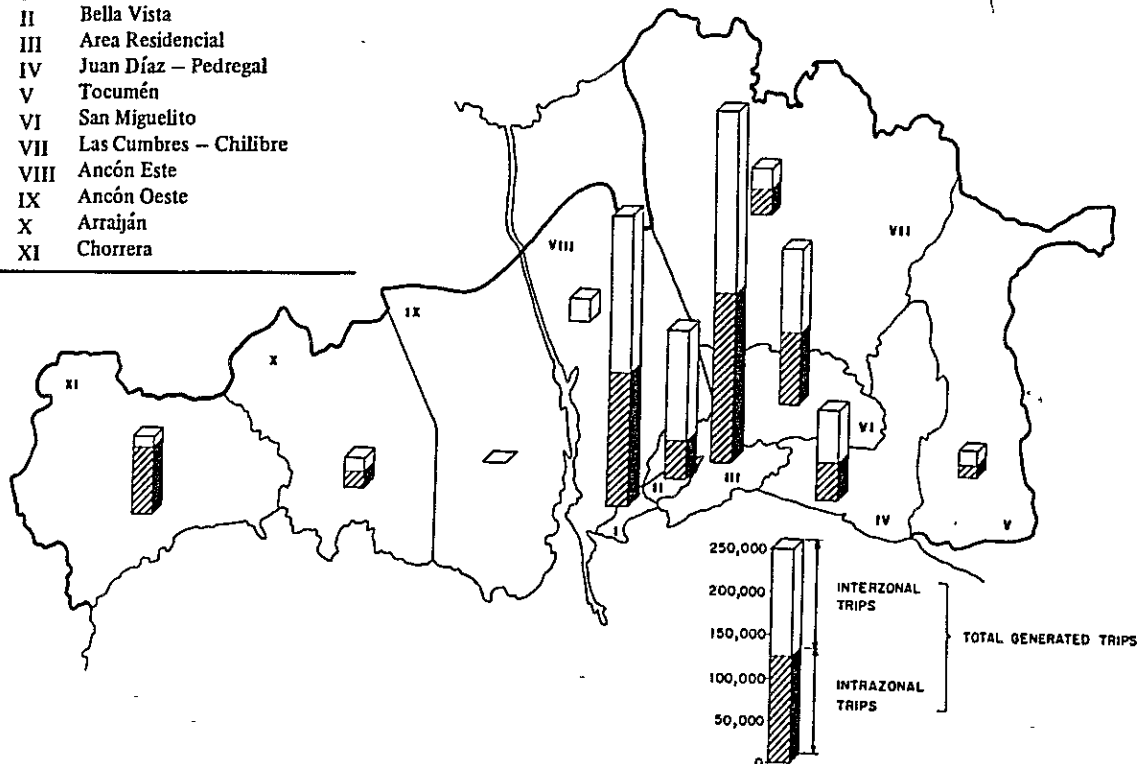 II Bella Vista
III Area Residencial
IV Juan Díaz – Pedregal
V Tocumén
VI San Miguelito
VII Las Cumbres – Chilibre
VIII Ancón Este
IX Ancón Oeste
X Arraiján
XI Chorrera
VIII
VII
IX
X
XI
VI
II
III
I
IV
V
250,000
200,000
150,000
100,000
50,000
0
INTERZONAL
TRIPS
TOTAL GENERATED TRIPS
INTRAZONAL
TRIPS